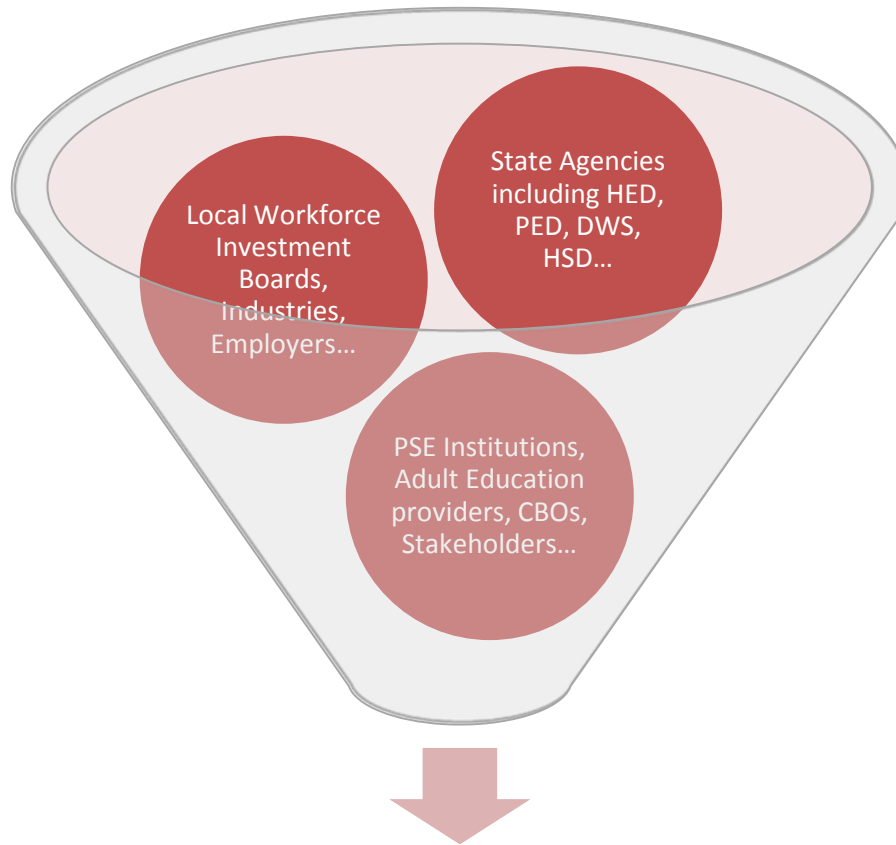 Local Workforce
Investment
Boards,
Industries,
Employers…
State Agencies
including HED,
PED, DWS,
HSD…
PSE Institutions,
Adult Education
providers, CBOs,
Stakeholders…